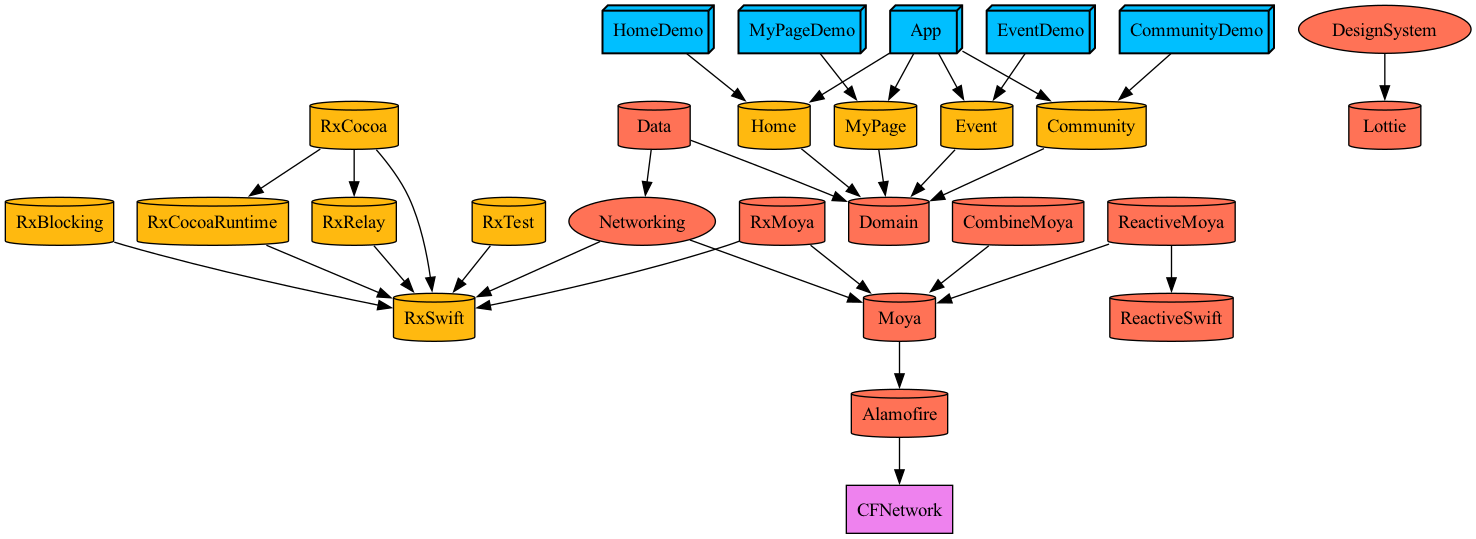 HomeDemo
MyPageDemo
App
EventDemo
CommunityDemo
DesignSystem
RxCocoa
Data
Home
MyPage
Event
Community
Lottie
RxBlocking
RxCocoaRuntime
RxRelay
RxTest
Networking
RxMoya
Domain
CombineMoya
ReactiveMoya
RxSwift
Moya
ReactiveSwift
Alamofire
CFNetwork